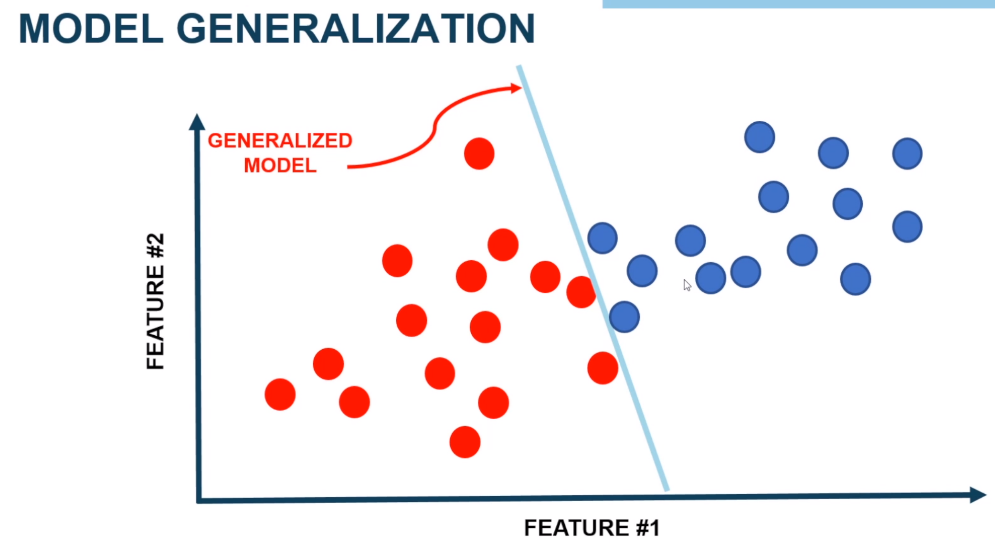 MODEL GENERALIZATION
GENERALIZED
MODEL
FEATURE #2
FEATURE #1